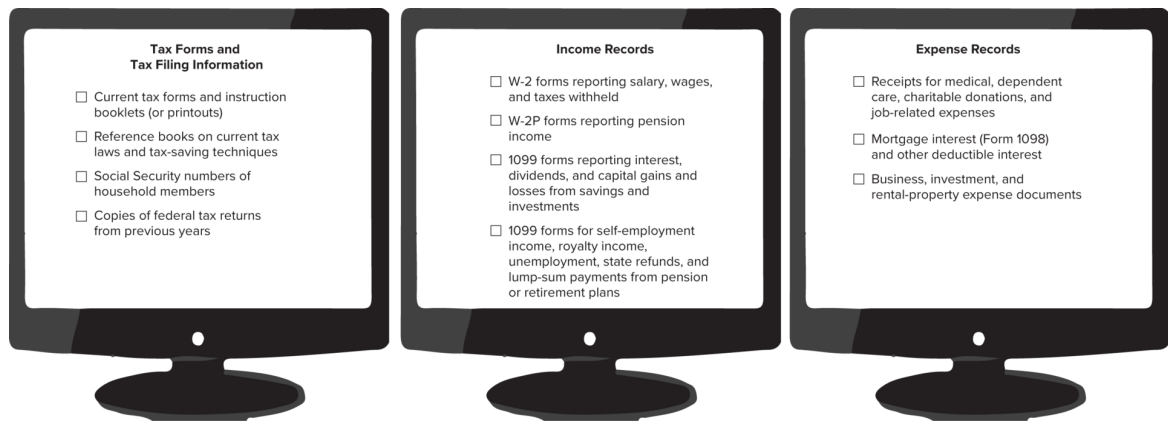 Tax Forms and
Tax Filing Information
Current tax forms and instruction
booklets (or printouts)
Reference books on current tax
laws and tax-saving techniques
Social Security numbers of
household members
Copies of federal tax returns
from previous years
Income Records
W-2 forms reporting salary, wages,
and taxes withheld
W-2P forms reporting pension
income
1099 forms reporting interest,
dividends, and capital gains and
losses from savings and
investments
1099 forms for self-employment
income, royalty income,
unemployment, state refunds, and
lump-sum payments from pension
or retirement plans
Expense Records
Receipts for medical, dependent
care, charitable donations, and
job-related expenses
Mortgage interest (Form 1098)
and other deductible interest
Business, investment, and
rental-property expense documents